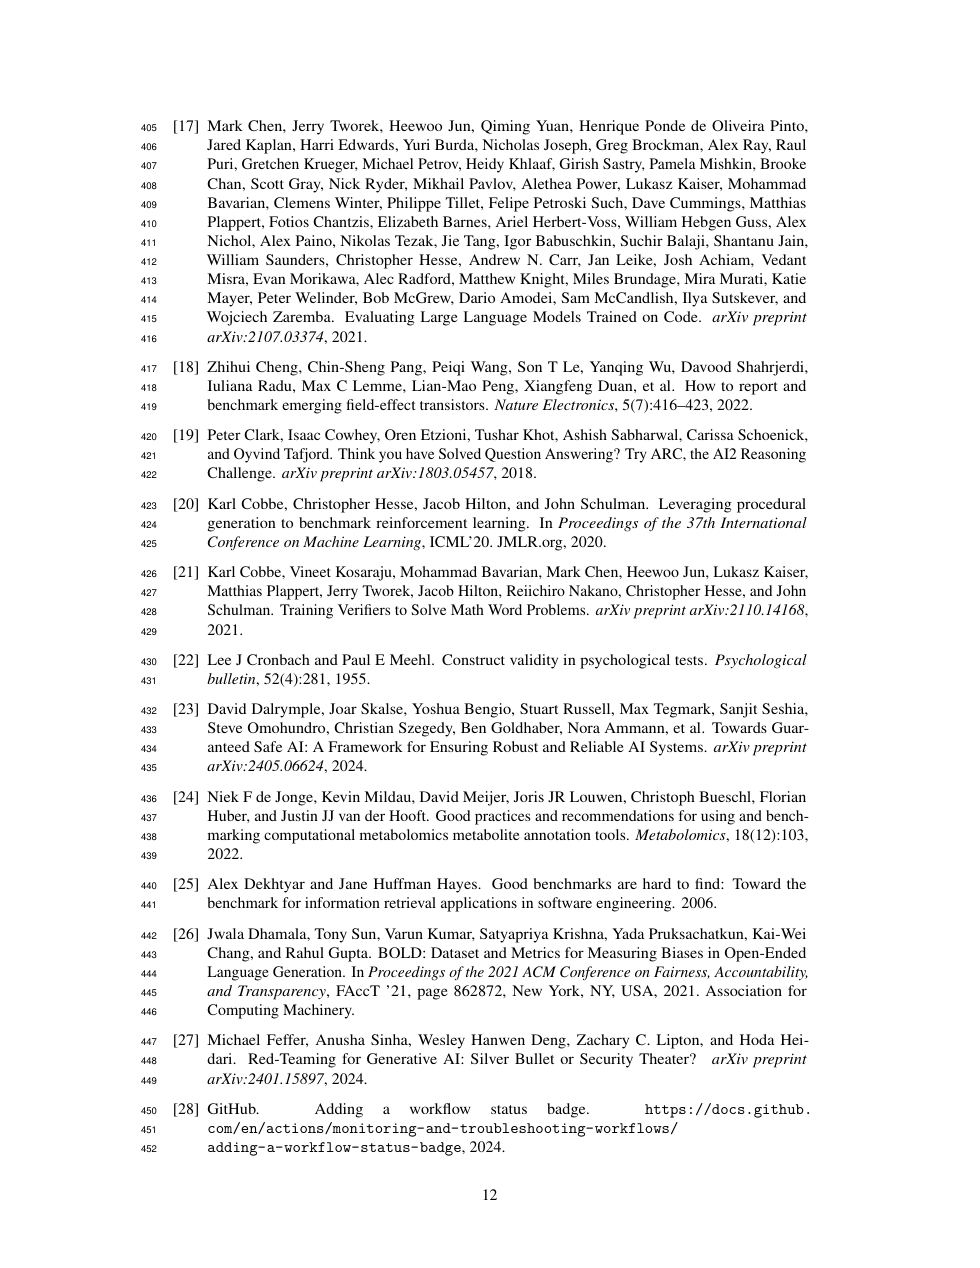 405 [17] Mark Chen, Jerry Tworek, Heewoo Jun, Qiming Yuan, Henrique Ponde de Oliveira Pinto,
406 Jared Kaplan, Harri Edwards, Yuri Burda, Nicholas Joseph, Greg Brockman, Alex Ray, Raul
407 Puri, Gretchen Krueger, Michael Petrov, Heidy Khlaaf, Girish Sastry, Pamela Mishkin, Brooke
408 Chan, Scott Gray, Nick Ryder, Mikhail Pavlov, Alethea Power, Lukasz Kaiser, Mohammad
409 Bavarian, Clemens Winter, Philippe Tillet, Felipe Petroski Such, Dave Cummings, Matthias
410 Plappert, Fotios Chantzis, Elizabeth Barnes, Ariel Herbert-Voss, William Hebgen Guss, Alex
411 Nichol, Alex Paino, Nikolas Tezak, Jie Tang, Igor Babuschkin, Suchir Balaji, Shantanu Jain,
412 William Saunders, Christopher Hesse, Andrew N. Carr, Jan Leike, Josh Achiam, Vedant
413 Misra, Evan Morikawa, Alec Radford, Matthew Knight, Miles Brundage, Mira Murati, Katie
414 Mayer, Peter Welinder, Bob McGrew, Dario Amodei, Sam McCandlish, Ilya Sutskever, and
415 Wojciech Zaremba. Evaluating Large Language Models Trained on Code. arXiv preprint
416 arXiv:2107.03374, 2021.
417 [18] Zhihui Cheng, Chin-Sheng Pang, Peiqi Wang, Son T Le, Yanqing Wu, Davood Shahrjerdi,
418 Iuliana Radu, Max C Lemme, Lian-Mao Peng, Xiangfeng Duan, et al. How to report and
419 benchmark emerging field-effect transistors. Nature Electronics, 5(7):416–423, 2022.
420 [19] Peter Clark, Isaac Cowhey, Oren Etzioni, Tushar Khot, Ashish Sabharwal, Carissa Schoenick,
421 and Oyvind Tafjord. Think you have Solved Question Answering? Try ARC, the AI2 Reasoning
422 Challenge. arXiv preprint arXiv:1803.05457, 2018.
423 [20] Karl Cobbe, Christopher Hesse, Jacob Hilton, and John Schulman. Leveraging procedural
424 generation to benchmark reinforcement learning. In Proceedings of the 37th International
425 Conference on Machine Learning, ICML'20. JMLR.org, 2020.
426 [21] Karl Cobbe, Vineet Kosaraju, Mohammad Bavarian, Mark Chen, Heewoo Jun, Lukasz Kaiser,
427 Matthias Plappert, Jerry Tworek, Jacob Hilton, Reiichiro Nakano, Christopher Hesse, and John
428 Schulman. Training Verifiers to Solve Math Word Problems. arXiv preprint arXiv:2110.14168,
429 2021.
430 [22] Lee J Cronbach and Paul E Meehl. Construct validity in psychological tests. Psychological
431 bulletin, 52(4):281, 1955.
432 [23] David Dalrymple, Joar Skalse, Yoshua Bengio, Stuart Russell, Max Tegmark, Sanjit Seshia,
433 Steve Omohundro, Christian Szegedy, Ben Goldhaber, Nora Ammann, et al. Towards Guar-
434 anteed Safe AI: A Framework for Ensuring Robust and Reliable AI Systems. arXiv preprint
435 arXiv:2405.06624, 2024.
436 [24] Niek F de Jonge, Kevin Mildau, David Meijer, Joris JR Louwen, Christoph Bueschl, Florian
437 Huber, and Justin JJ van der Hooft. Good practices and recommendations for using and bench-
438 marking computational metabolomics metabolite annotation tools. Metabolomics, 18(12):103,
439 2022.
440 [25] Alex Dekhtyar and Jane Huffman Hayes. Good benchmarks are hard to find: Toward the
441 benchmark for information retrieval applications in software engineering. 2006.
442 [26] Jwala Dhamala, Tony Sun, Varun Kumar, Satyapriya Krishna, Yada Pruksachatkun, Kai-Wei
443 Chang, and Rahul Gupta. BOLD: Dataset and Metrics for Measuring Biases in Open-Ended
444 Language Generation. In Proceedings of the 2021 ACM Conference on Fairness, Accountability,
445 and Transparency, FAccT '21, page 862872, New York, NY, USA, 2021. Association for
446 Computing Machinery.
447 [27] Michael Feffer, Anusha Sinha, Wesley Hanwen Deng, Zachary C. Lipton, and Hoda Hei-
448 dari. Red-Teaming for Generative AI: Silver Bullet or Security Theater? arXiv preprint
449 arXiv:2401.15897, 2024.
450 [28] GitHub. Adding a workflow status badge. https://docs.github.
451 com/en/actions/monitoring-and-troubleshooting-workflows/
452 adding-a-workflow-status-badge, 2024.
12